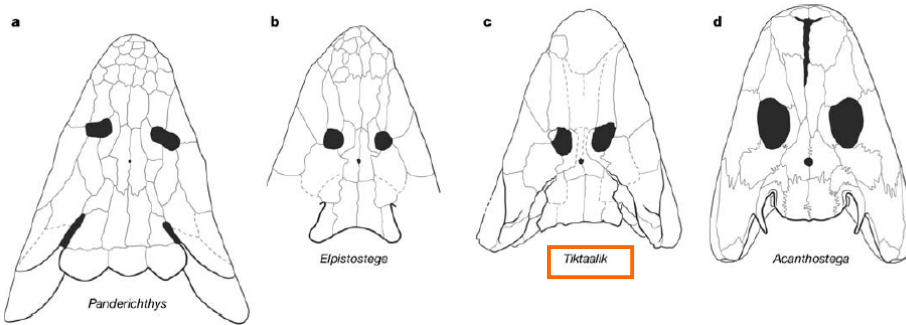 a
b
c
d
Panderichthys
Elpistostege
Tiktaalik
Acanthostega